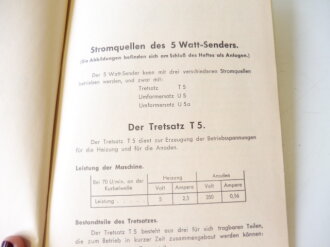 Stromquellen des 5 Watt-Senders.
(Die Abbildungen befinden sich am Schluß des Heftes als Anlagen.)
Der 5 Watt-Sender kann mit drei verschiedenen Stromquellen
betrieben werden, und zwar mit:
Tretsatz T 5
Umformersatz U 5
Umformersatz U 5a
Der Tretsatz T 5.
Der Tretsatz T 5 dient zur Erzeugung der Betriebsspannungen
für die Heizung und für die Anoden.
Leistung der Maschine.
Bei 70 U/min. an der Kurbelwelle Heizung Anoden
Volt Ampere Volt Ampere
Leistung 5 2,5 250 0,16
Bestandteile des Tretsatzes.
Der Tretsatz T 5 besteht aus drei für sich tragbaren Teilen,
die zum Betrieb in kurzer Zeit zusammengebaut werden